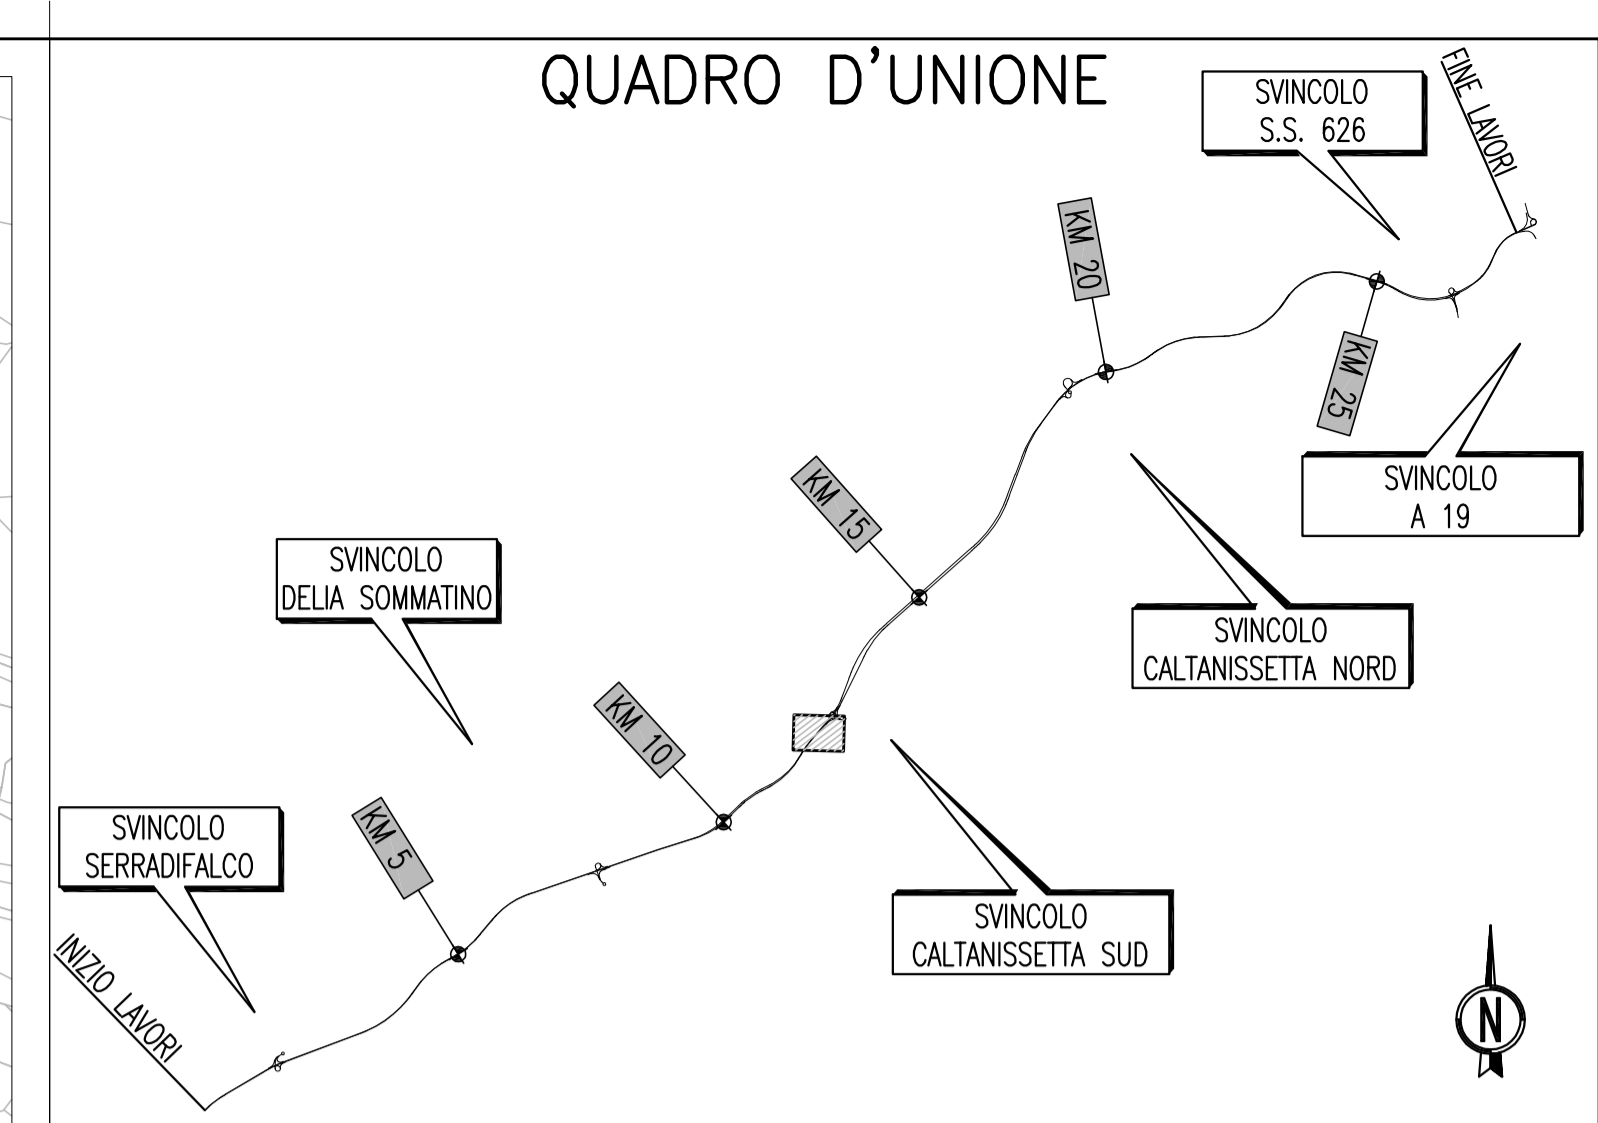 QUADRO D'UNIONE
SVINCOLO
S.S. 626
FINE LAVORI
KM 20
KM 25
SVINCOLO
A 19
KM 15
SVINCOLO
DELIA SOMMATINO
SVINCOLO
CALTANISSETTA NORD
KM 10
KM 5
SVINCOLO
SERRADIFALCO
SVINCOLO
CALTANISSETTA SUD
INIZIO LAVORI
N